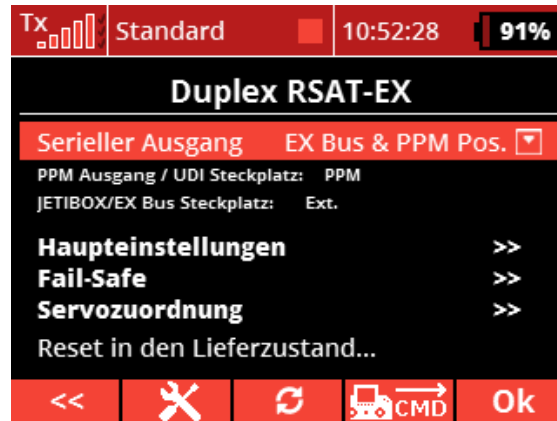 Tx Standard 10:52:28 91%
Duplex RSAT-EX
Serieller Ausgang EX Bus & PPM Pos.
PPM Ausgang / UDI Steckplatz: PPM
JETIBOX/EX Bus Steckplatz: Ext.
Haupteinstellungen >>
Fail-Safe >>
Servozuordnung >>
Reset in den Lieferzustand...
<< CMD Ok